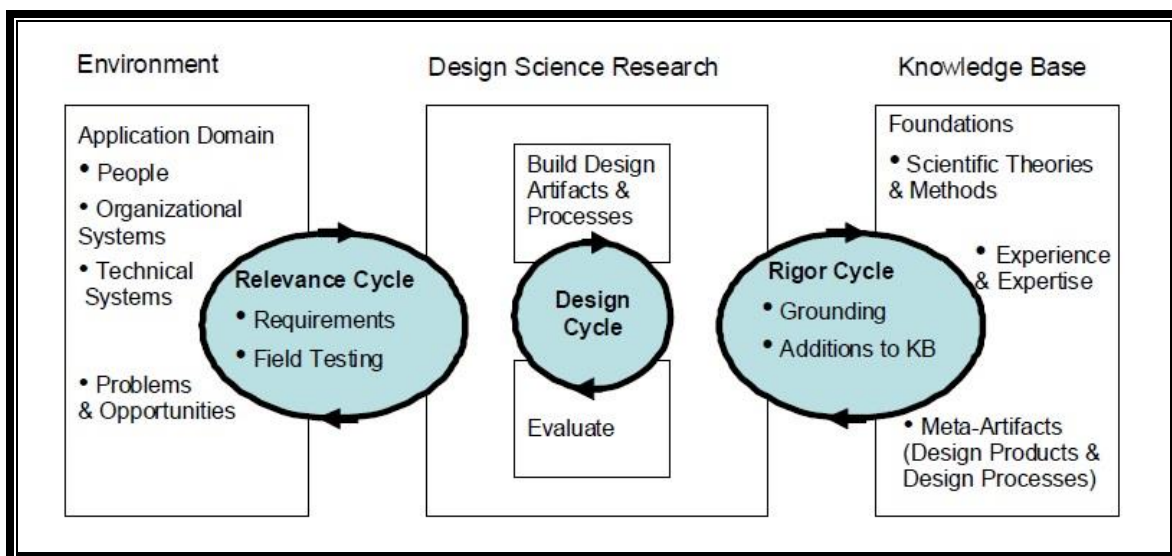 Environment
Design Science Research
Knowledge Base
Application Domain
• People
• Organizational
Systems
• Technical
Systems
• Problems
& Opportunities
Relevance Cycle
• Requirements
• Field Testing
Build Design
Artifacts &
Processes
Design
Cycle
Evaluate
Rigor Cycle
• Grounding
• Additions to KB
Foundations
• Scientific Theories
& Methods
• Experience
& Expertise
• Meta-Artifacts
(Design Products &
Design Processes)